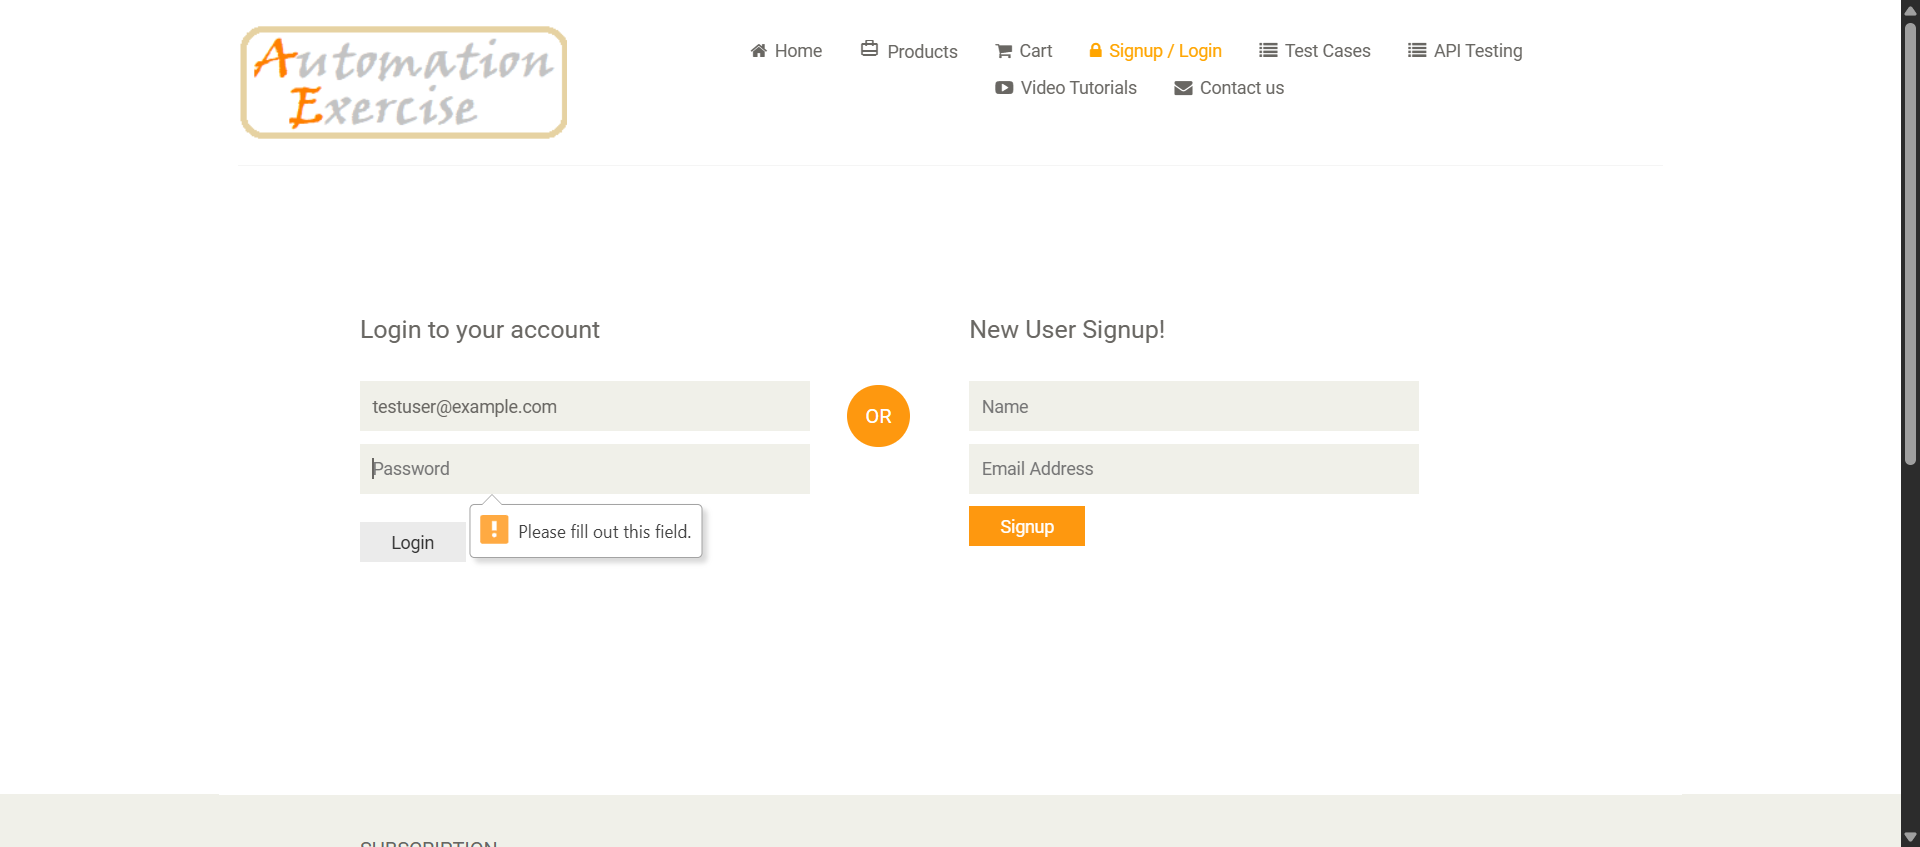 Automation
Exercise
Home
Products
Cart
Signup / Login
Test Cases
API Testing
Video Tutorials
Contact us
Login to your account
New User Signup!
testuser@example.com
OR
Name
Password
Email Address
Please fill out this field.
Login
Signup
SUBSCRIPTION